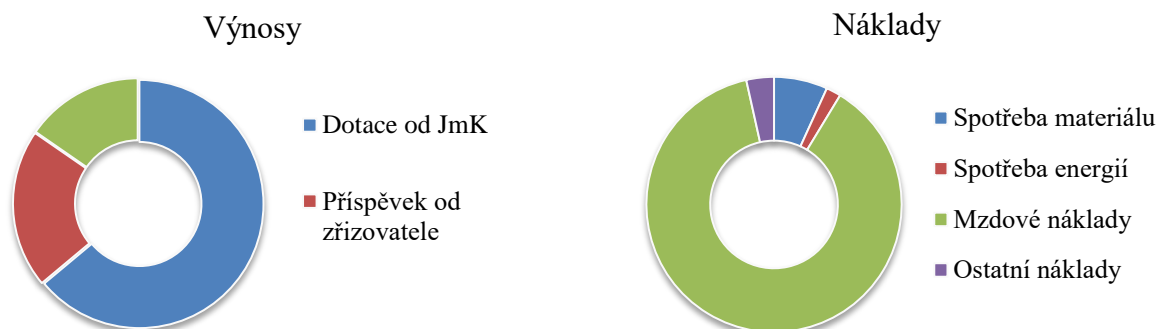 Výnosy
Dotace od JmK
Příspěvek od
zřizovatele
Náklady
Spotřeba materiálu
Spotřeba energií
Mzdové náklady
Ostatní náklady